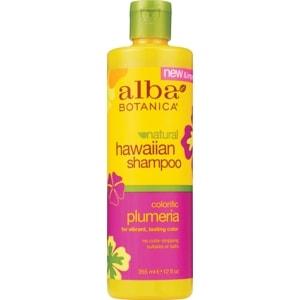 new & imp
alba
BOTANICA®
natural
hawaiian
shampoo
colorific
plumeria
for vibrant, lasting color
no color-stripping
sulfates or salts
355 ml • 12 fl oz